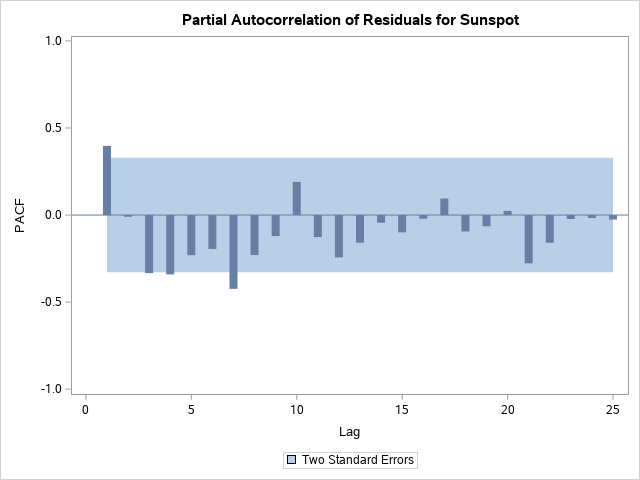 Partial Autocorrelation of Residuals for Sunspot
1.0
0.5
0.0
-0.5
-1.0
PACF
0 5 10 15 20 25
Lag
Two Standard Errors